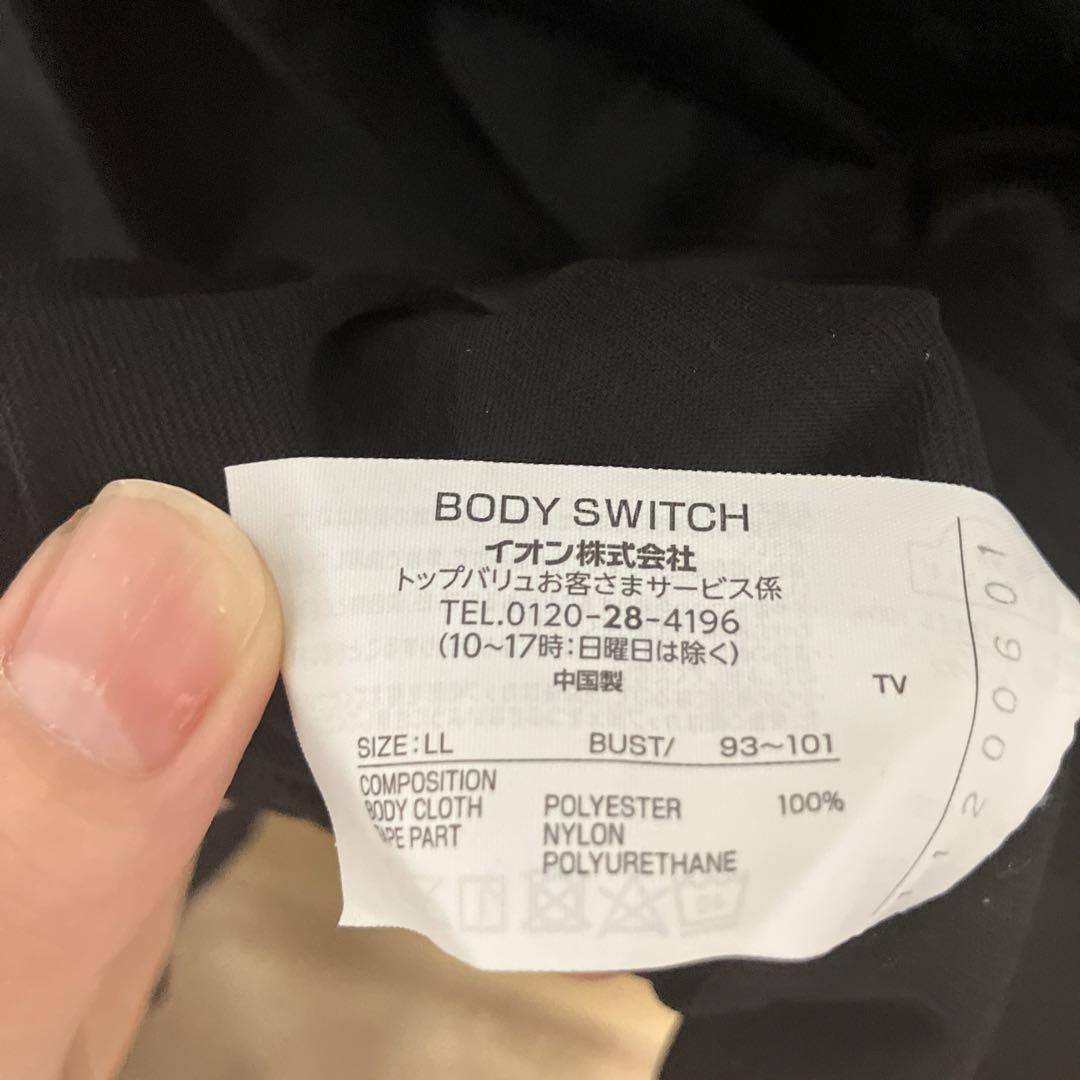 BODY SWITCH
イオン株式会社
トップバリュお客さまサービス係
TEL.0120-28-4196
(10~17時:日曜日は除く)
中国製
TV
SIZE:LL BUST/ 93~101
COMPOSITION
BODY CLOTH POLYESTER 100%
PART NYLON
POLYURETHANE
1200601